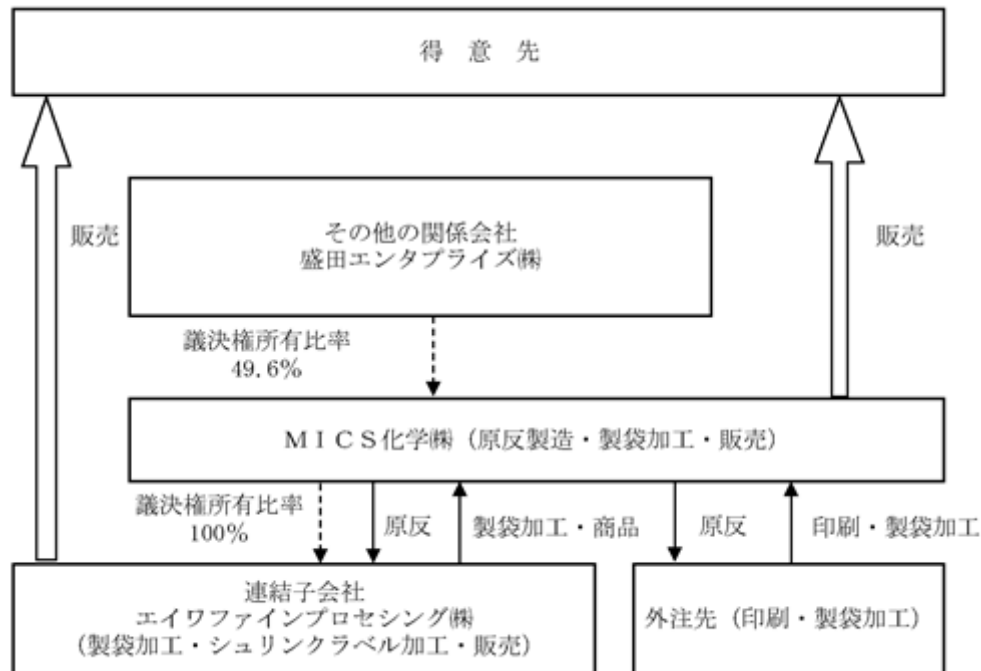 得 意 先
販売
その他の関係会社
盛田エンタプライズ㈱
販売
議決権所有比率
49.6%
MICS化学㈱（原反製造・製袋加工・販売）
議決権所有比率
100%
原反
製袋加工・商品
原反
印刷・製袋加工
連結子会社
エイワファインプロセシング㈱
（製袋加工・シュリンクラベル加工・販売）
外注先（印刷・製袋加工）